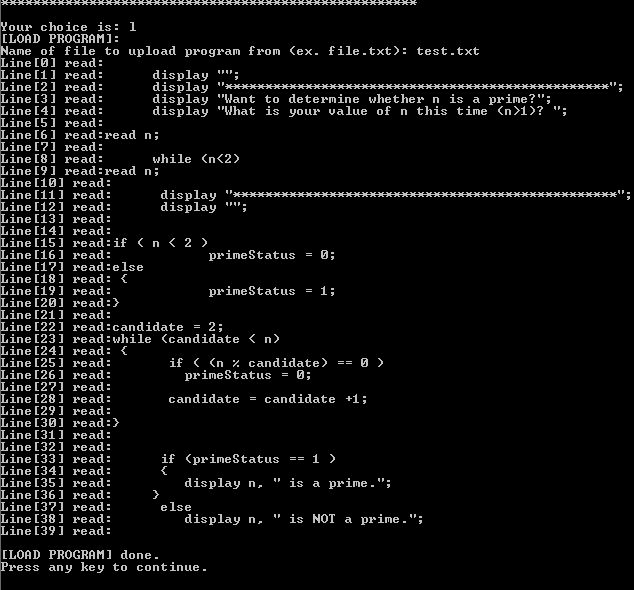 ****************************************************
Your choice is: 1
[LOAD PROGRAM]:
Name of file to upload program from (ex. file.txt): test.txt
Line[0] read:
Line[1] read:      display "";
Line[2] read:      display "************************************************";
Line[3] read:      display "Want to determine whether n is a prime?";
Line[4] read:      display "What is your value of n this time (n>1)? ";
Line[5] read:
Line[6] read:read n;
Line[7] read:
Line[8] read:      while (n<2)
Line[9] read:read n;
Line[10] read:
Line[11] read:      display "************************************************";
Line[12] read:      display "";
Line[13] read:
Line[14] read:
Line[15] read:if ( n < 2 )
Line[16] read:            primeStatus = 0;
Line[17] read:else
Line[18] read: {
Line[19] read:            primeStatus = 1;
Line[20] read:}
Line[21] read:
Line[22] read:candidate = 2;
Line[23] read:while (candidate < n)
Line[24] read: {
Line[25] read:       if ( (n % candidate) == 0 )
Line[26] read:         primeStatus = 0;
Line[27] read:
Line[28] read:       candidate = candidate +1;
Line[29] read:
Line[30] read:}
Line[31] read:
Line[32] read:
Line[33] read:      if (primeStatus == 1 )
Line[34] read:      {
Line[35] read:         display n, " is a prime.";
Line[36] read:     }
Line[37] read:      else
Line[38] read:         display n, " is NOT a prime.";
Line[39] read:
[LOAD PROGRAM] done.
Press any key to continue.